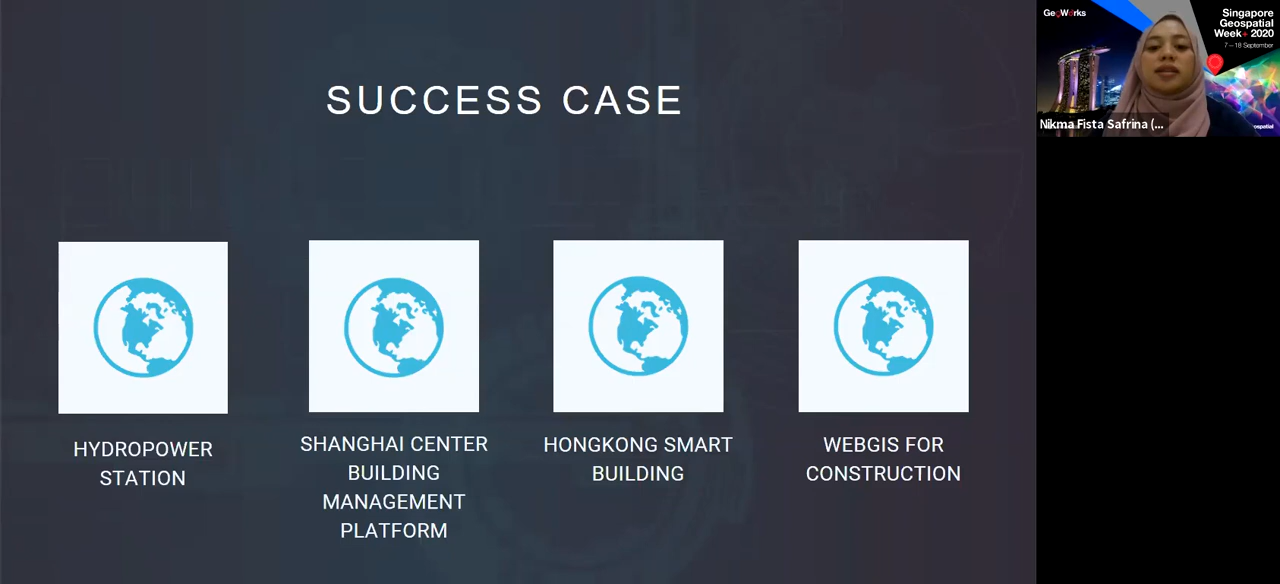 SUCCESS CASE
HYDROPOWER
STATION
SHANGHAI CENTER
BUILDING
MANAGEMENT
PLATFORM
HONGKONG SMART
BUILDING
WEBGIS FOR
CONSTRUCTION
GeoWorks
Singapore
Geospatial
Week 2020
7 – 18 September
Nikma Fista Safrina (...